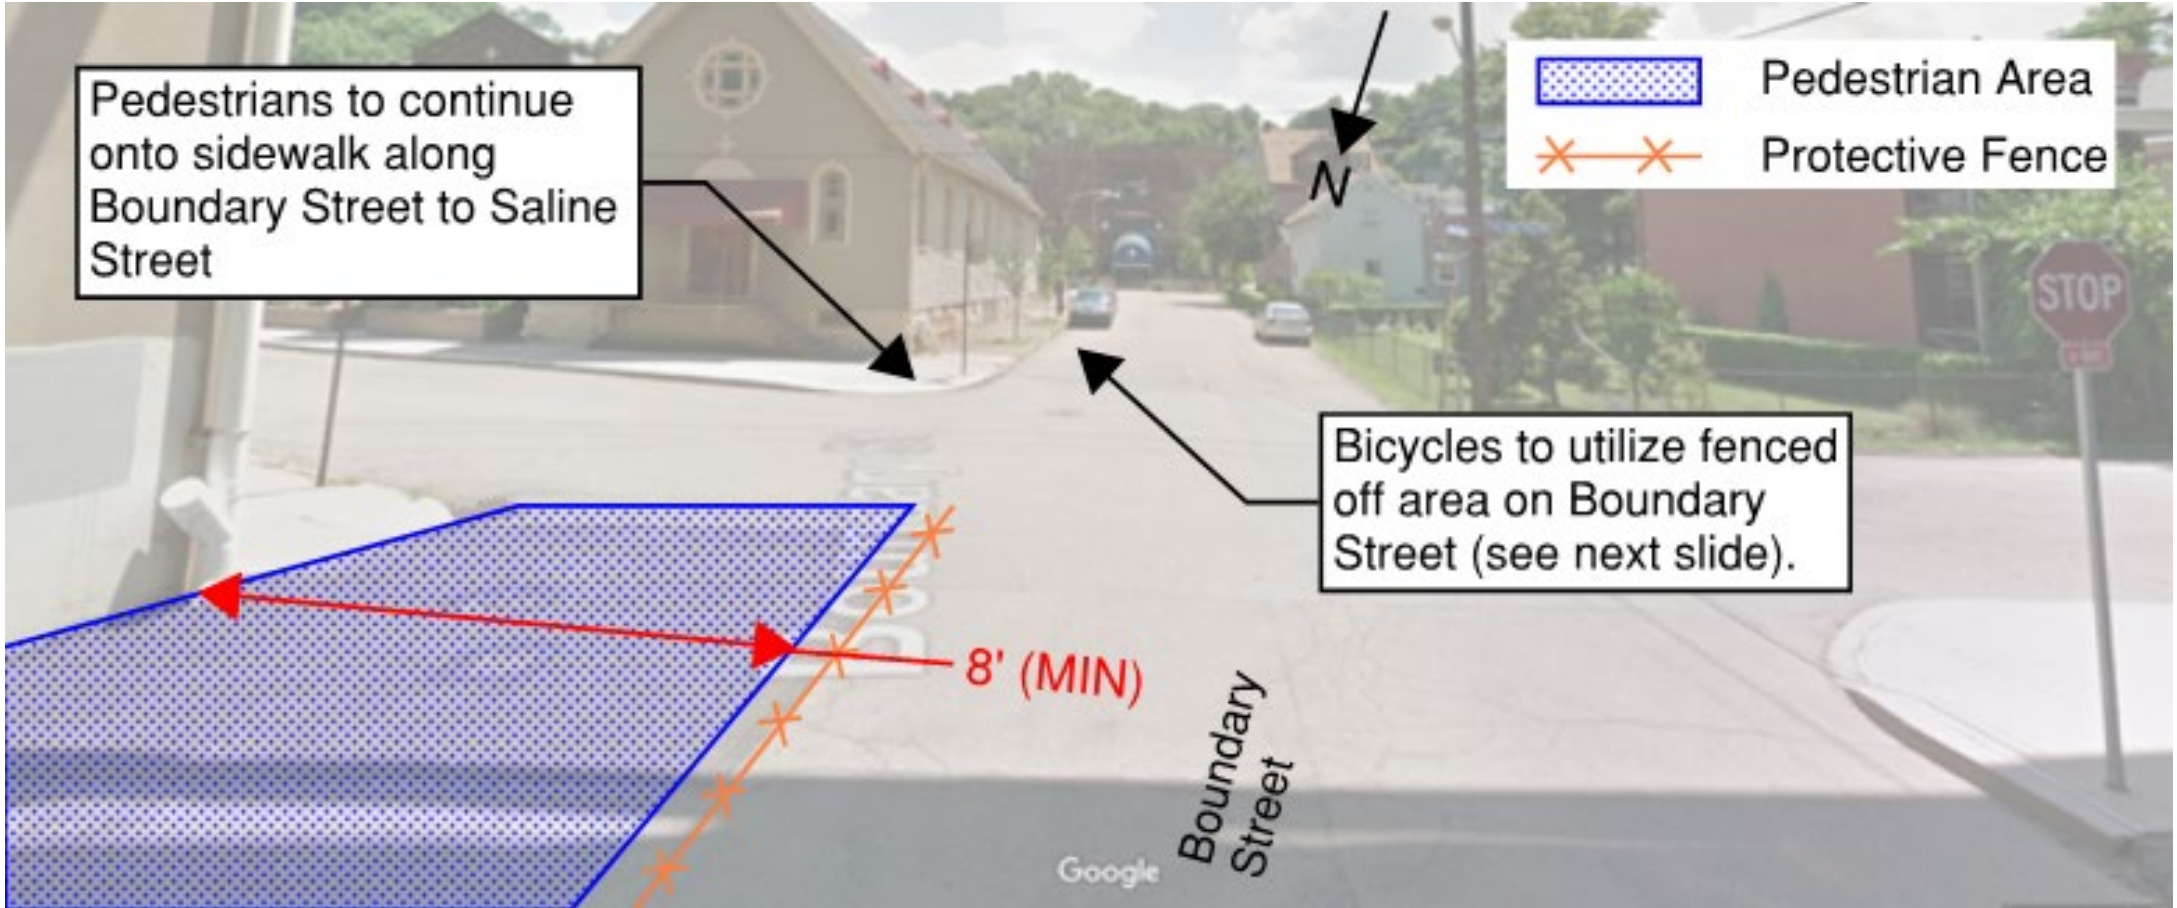 Pedestrians to continue
onto sidewalk along
Boundary Street to Saline
Street
N
Pedestrian Area
Protective Fence
STOP
Bicycles to utilize fenced
off area on Boundary
Street (see next slide).
8' (MIN)
Boundary
Street
Google